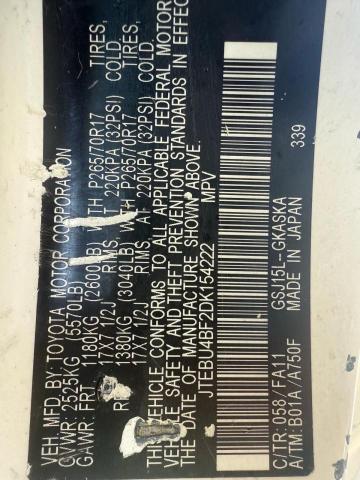 VEH. MFD. BY: TOYOTA MOTOR CORPORATION
GVWR: 2525KG (5570LB)
GAWR: FRT 1180KG (2600LB) WITH P265/70R17 TIRES,
17X7 1/2J RIMS, AT 220KPA (32PSI) COLD
RR 1380KG (3040LB) WITH P265/70R17 TIRES,
17X7 1/2J RIMS, AT 220KPA (32PSI) COLD.
THIS VEHICLE CONFORMS TO ALL APPLICABLE FEDERAL MOTOR
VEHICLE SAFETY AND THEFT PREVENTION STANDARDS IN EFFECT
THE DATE OF MANUFACTURE SHOWN ABOVE.
JTEBU4BF2DK154222 MPV
C/TR: 058/FA11 GSJ15L-GKASKA
A/TM: B01A/A750F MADE IN JAPAN 339